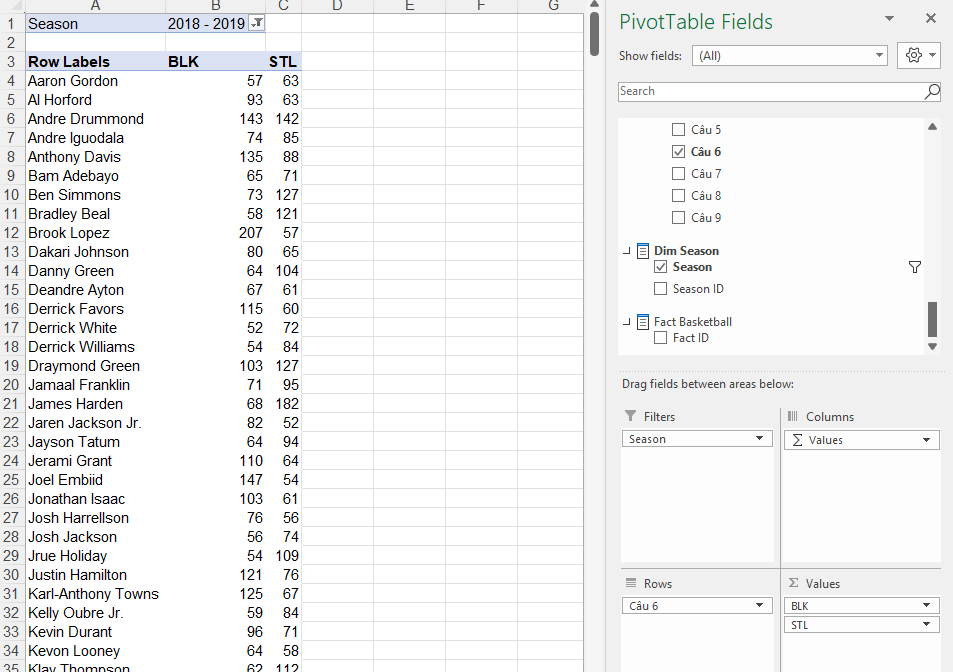 A B C D E F G
1 Season 2018 - 2019
2
3 Row Labels BLK STL
4 Aaron Gordon 57 63
5 Al Horford 93 63
6 Andre Drummond 143 142
7 Andre Iguodala 74 85
8 Anthony Davis 135 88
9 Bam Adebayo 65 71
10 Ben Simmons 73 127
11 Bradley Beal 58 121
12 Brook Lopez 207 57
13 Dakari Johnson 80 65
14 Danny Green 64 104
15 Deandre Ayton 67 61
16 Derrick Favors 115 60
17 Derrick White 52 72
18 Derrick Williams 54 84
19 Draymond Green 103 127
20 Jamaal Franklin 71 95
21 James Harden 68 182
22 Jaren Jackson Jr. 82 52
23 Jayson Tatum 64 94
24 Jerami Grant 110 64
25 Joel Embiid 147 54
26 Jonathan Isaac 103 61
27 Josh Harrellson 76 56
28 Josh Jackson 56 74
29 Jrue Holiday 54 109
30 Justin Hamilton 121 76
31 Karl-Anthony Towns 125 67
32 Kelly Oubre Jr. 59 84
33 Kevin Durant 96 71
34 Kevon Looney 64 58
35 Klay Thompson 62 112
PivotTable Fields
Show fields: (All)
Search
Câu 5
Câu 6
Câu 7
Câu 8
Câu 9
Dim Season
Season
Season ID
Fact Basketball
Fact ID
Drag fields between areas below:
Filters
Season
Columns
Σ Values
Rows
Câu 6
Σ Values
BLK
STL